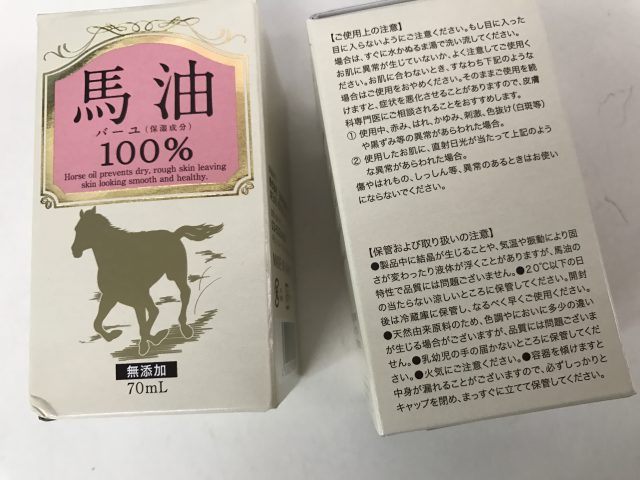 馬油
バーユ(保湿成分)
100%
Horse oil prevents dry, rough skin leaving
skin looking smooth and healthy.
無添加
70mL
【ご使用上の注意】
目に入らないようにご注意ください。もし目に入った
場合は、すぐに水かぬるま湯で洗い流してください。
お肌に異常が生じていないか、よく注意してご使用く
ださい。お肌に合わないとき、すなわち下記のような
場合はご使用をおやめください。そのままご使用を続
けますと、症状を悪化させることがありますので、皮膚
科専門医にご相談されることをおすすめします。
① 使用中、赤み、はれ、かゆみ、刺激、色抜け(白斑等)
や黒ずみ等の異常があらわれた場合。
② 使用したお肌に、直射日光が当たって上記のよう
な異常があらわれた場合。
傷やはれもの、しっしん等、異常のあるときはお使い
にならないでください。
【保管および取り扱いの注意】
●製品中に結晶が生じることや、気温や振動により固
さが変わったり液体が浮くことがありますが、馬油の
特性で品質には問題ございません。●20℃以下の日
の当たらない涼しいところに保管してください。開封
後は冷蔵庫に保管し、なるべく早くご使用ください。
●天然由来原料のため、色調やにおいに多少の違い
が生じる場合がございますが、品質には問題ございま
せん。●乳幼児の手の届かないところに保管してくだ
さい。●火気にご注意ください。●容器を傾けますと
中身が漏れることがございますので、必ずしっかりと
キャップを閉め、まっすぐに立てて保管してください。